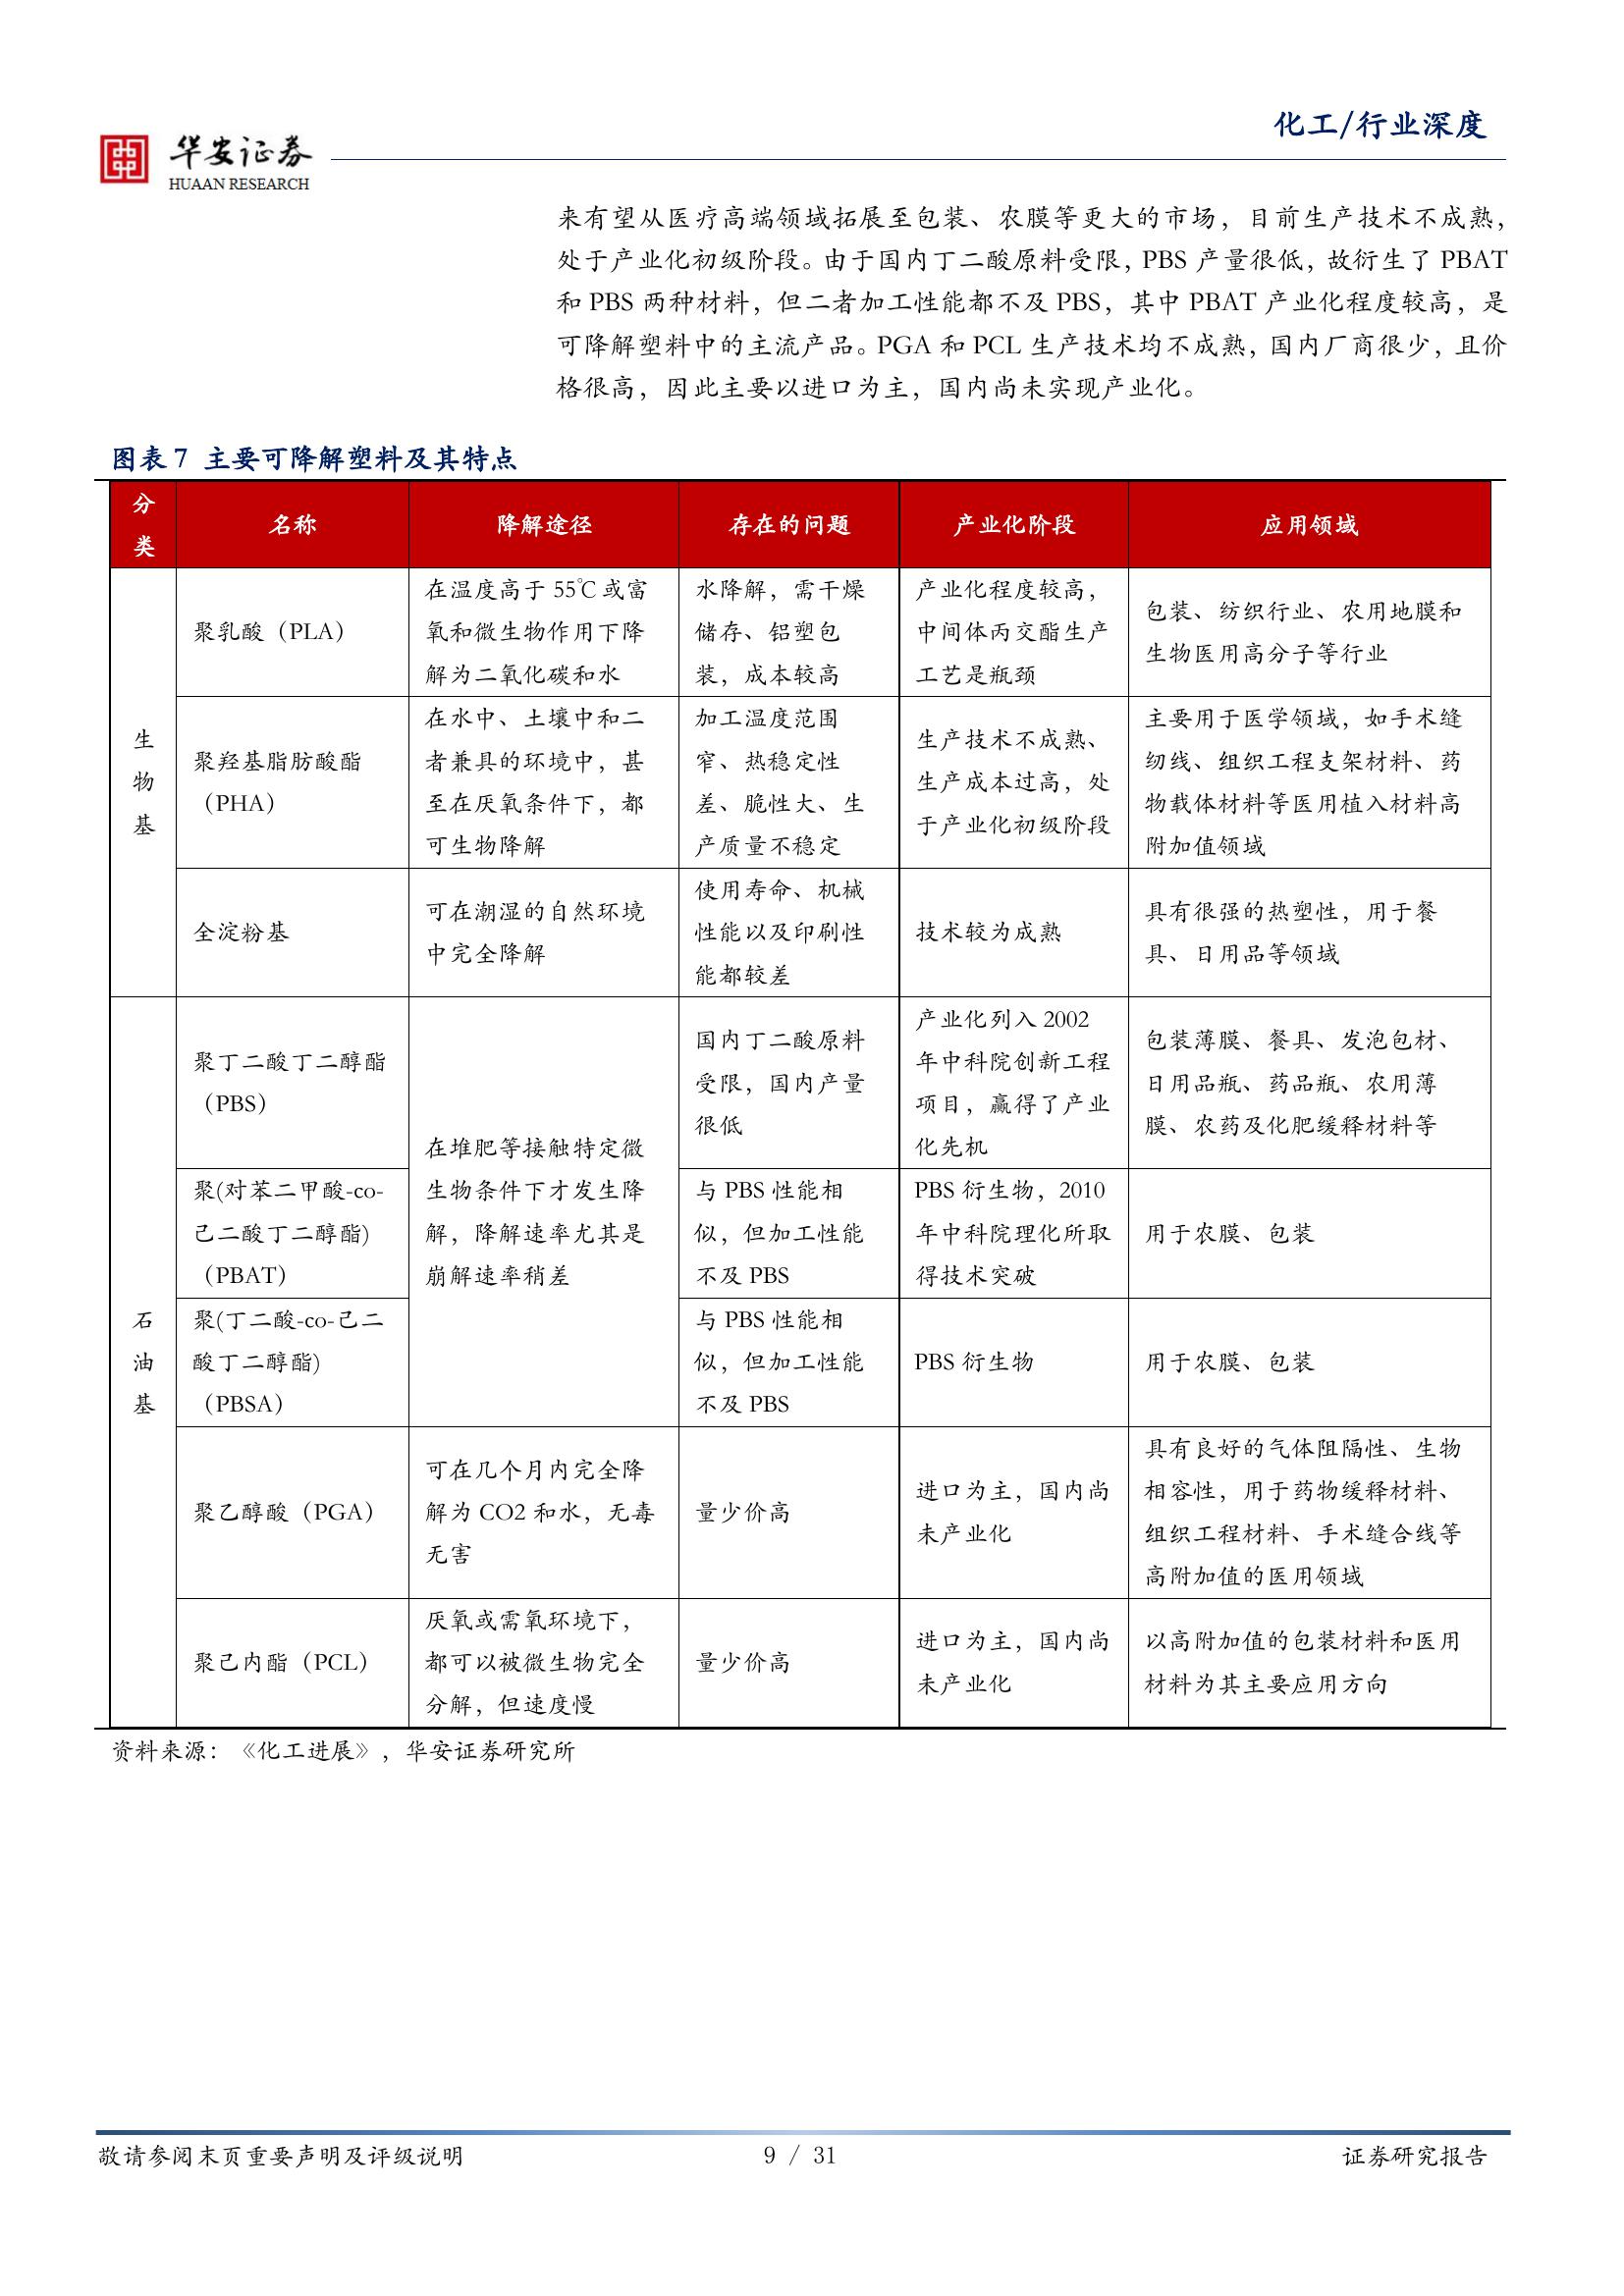 化工/行业深度
华安证券
HUAAN RESEARCH
来有望从医疗高端领域拓展至包装、农膜等更大的市场，目前生产技术不成熟，
处于产业化初级阶段。由于国内丁二酸原料受限，PBS 产量很低，故衍生了 PBAT
和 PBS 两种材料，但二者加工性能都不及 PBS，其中 PBAT 产业化程度较高，是
可降解塑料中的主流产品。PGA 和 PCL 生产技术均不成熟，国内厂商很少，且价
格很高，因此主要以进口为主，国内尚未实现产业化。
图表 7 主要可降解塑料及其特点
分
类
名称
降解途径
存在的问题
产业化阶段
应用领域
生
物
基
聚乳酸（PLA）
在温度高于 55℃或富
氧和微生物作用下降
解为二氧化碳和水
水降解，需干燥
储存、铝塑包
装，成本较高
产业化程度较高，
中间体丙交酯生产
工艺是瓶颈
包装、纺织行业、农用地膜和
生物医用高分子等行业
聚羟基脂肪酸酯
（PHA）
在水中、土壤中和二
者兼具的环境中，甚
至在厌氧条件下，都
可生物降解
加工温度范围
窄、热稳定性
差、脆性大、生
产质量不稳定
生产技术不成熟、
生产成本过高，处
于产业化初级阶段
主要用于医学领域，如手术缝
纫线、组织工程支架材料、药
物载体材料等医用植入材料高
附加值领域
全淀粉基
可在潮湿的自然环境
中完全降解
使用寿命、机械
性能以及印刷性
能都较差
技术较为成熟
具有很强的热塑性，用于餐
具、日用品等领域
石
油
基
聚丁二酸丁二醇酯
（PBS）
在堆肥等接触特定微
生物条件下才发生降
解，降解速率尤其是
崩解速率稍差
国内丁二酸原料
受限，国内产量
很低
产业化列入 2002
年中科院创新工程
项目，赢得了产业
化先机
包装薄膜、餐具、发泡包材、
日用品瓶、药品瓶、农用薄
膜、农药及化肥缓释材料等
聚(对苯二甲酸-co-
己二酸丁二醇酯)
（PBAT）
与 PBS 性能相
似，但加工性能
不及 PBS
PBS 衍生物，2010
年中科院理化所取
得技术突破
用于农膜、包装
聚(丁二酸-co-己二
酸丁二醇酯)
（PBSA）
与 PBS 性能相
似，但加工性能
不及 PBS
PBS 衍生物
用于农膜、包装
聚乙醇酸（PGA）
可在几个月内完全降
解为 CO2 和水，无毒
无害
量少价高
进口为主，国内尚
未产业化
具有良好的气体阻隔性、生物
相容性，用于药物缓释材料、
组织工程材料、手术缝合线等
高附加值的医用领域
聚己内酯（PCL）
厌氧或需氧环境下，
都可以被微生物完全
分解，但速度慢
量少价高
进口为主，国内尚
未产业化
以高附加值的包装材料和医用
材料为其主要应用方向
资料来源：《化工进展》，华安证券研究所
敬请参阅末页重要声明及评级说明
9 / 31
证券研究报告